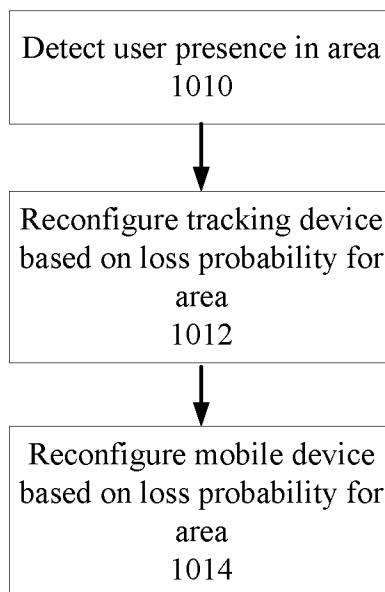 Detect user presence in area
1010
Reconfigure tracking device
based on loss probability for
area
1012
Reconfigure mobile device
based on loss probability for
area
1014